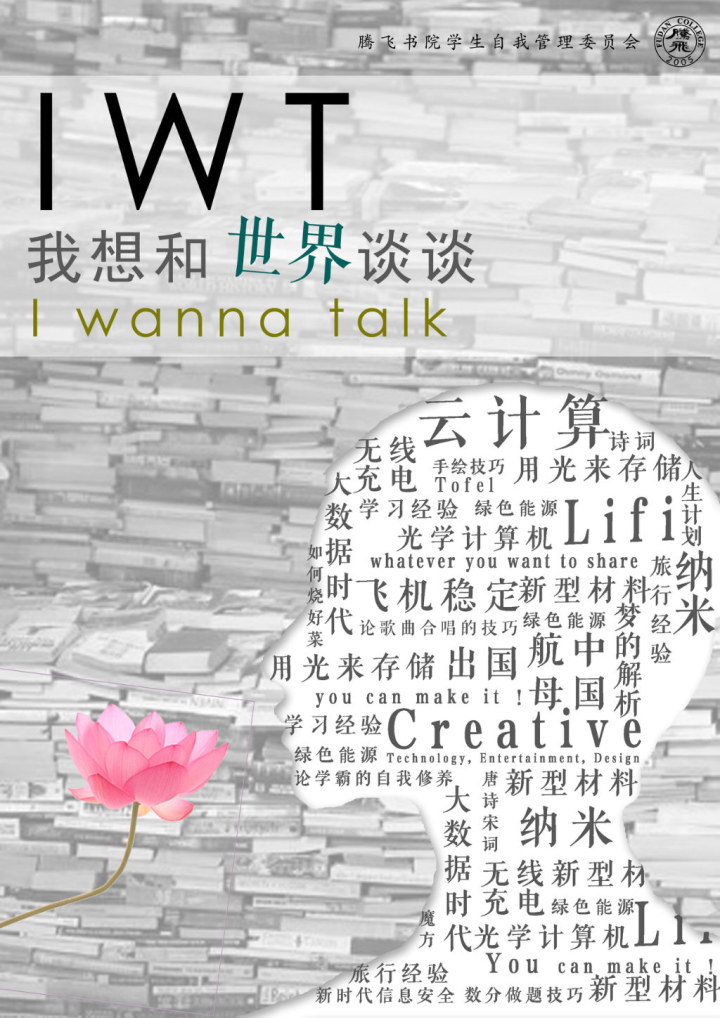 腾飞书院学生自我管理委员会
FUDAN COLLEGE
腾飛
2005
IWT
我想和世界谈谈
I wanna talk
云计算
诗词
无线充电
手绘技巧
Tofel
用光来存储
人生计划
大数据时代
学习经验
绿色能源
光学计算机
Lifi
whatever you want to share
如何烧好菜
飞机稳定
新型材料
旅行经验
纳米
论歌曲合唱的技巧
绿色能源
梦的解析
用光来存储
出国
航母
中国
you can make it !
学习经验
Creative
绿色能源
Technology, Entertainment, Design
论学霸的自我修养
唐诗宋词
新型材料
大数据时代
纳米
无线充电
新型材
绿色能源
魔方
光学计算机
Lifi
You can make it !
旅行经验
新时代信息安全
数分做题技巧
新型材料